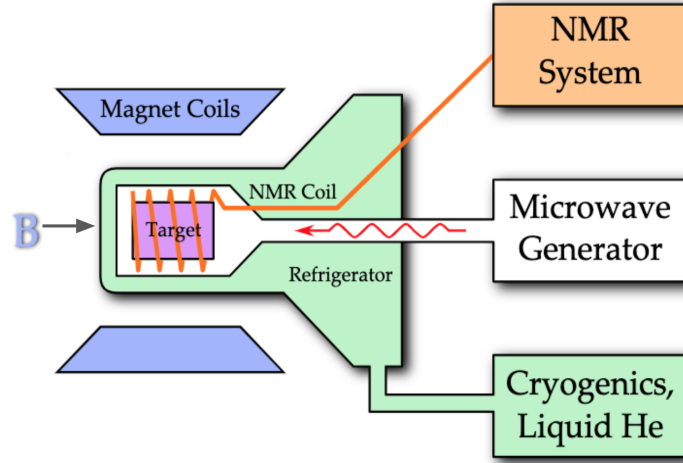 NMR
System
Magnet Coils
NMR Coil
B
Target
Microwave
Generator
Refrigerator
Cryogenics,
Liquid He